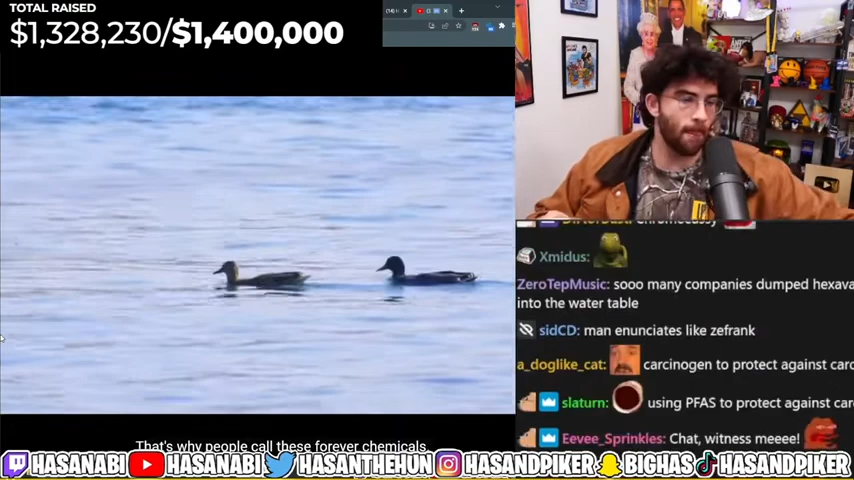 TOTAL RAISED
$1,328,230/$1,400,000
Xmidus:
ZeroTepMusic: sooo many companies dumped hexava
into the water table
sidCD: man enunciates like zefrank
a_doglike_cat: carcinogen to protect against carc
slaturn: using PFAS to protect against carc
Eevee_Sprinkles: Chat, witness meeee!
That's why people call these forever chemicals.
HASANABI HASANABI HASANTHEHUN HASANDPIKER BIGHAS HASANDPIKER